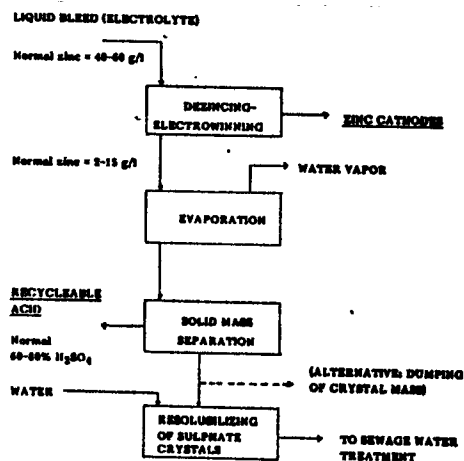 LIQUID BLEED (ELECTROLYTE)
Normal zinc = 40-60 g/l
DEZINCING-
ELECTROWINNING
ZINC CATHODES
Normal zinc = 2-15 g/l
WATER VAPOR
EVAPORATION
RECYCLEABLE
ACID
Normal
60-80% H₂SO₄
SOLID MASS
SEPARATION
(ALTERNATIVE: DUMPING
OF CRYSTAL MASS)
WATER
RESOLUBILIZING
OF SULPHATE
CRYSTALS
TO SEWAGE WATER
TREATMENT